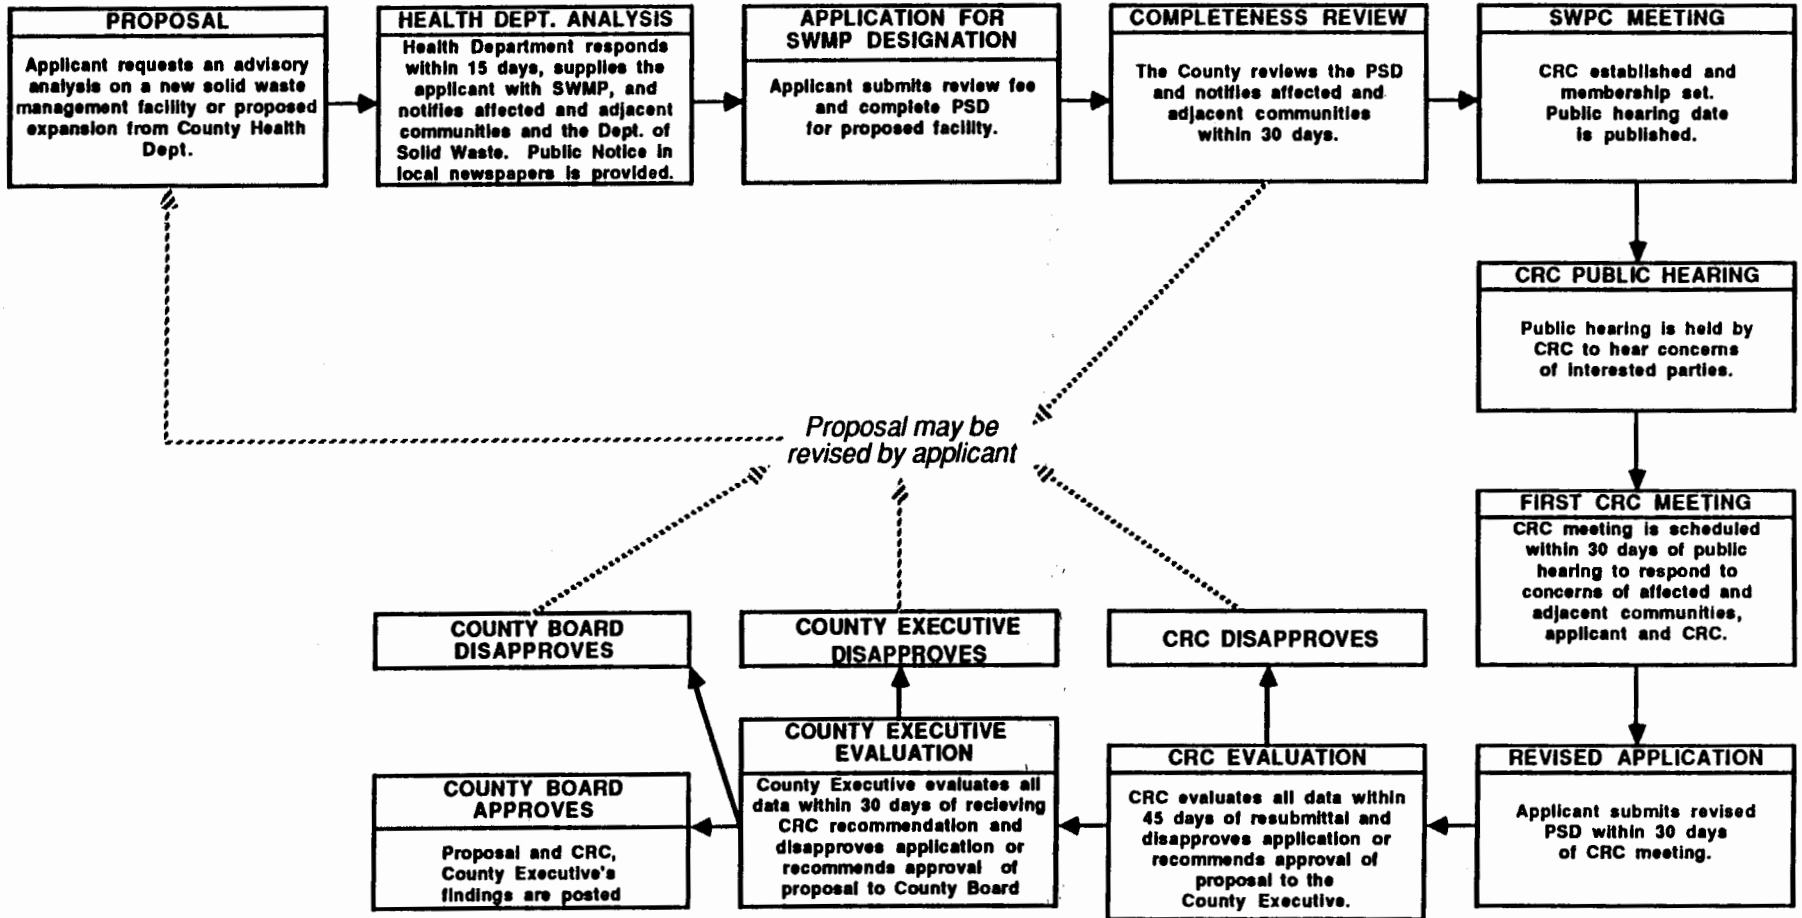 PROPOSAL
Applicant requests an advisory
analysis on a new solid waste
management facility or proposed
expansion from County Health
Dept.
HEALTH DEPT. ANALYSIS
Health Department responds
within 15 days, supplies the
applicant with SWMP, and
notifies affected and adjacent
communities and the Dept. of
Solid Waste. Public Notice in
local newspapers is provided.
APPLICATION FOR
SWMP DESIGNATION
Applicant submits review fee
and complete PSD
for proposed facility.
COMPLETENESS REVIEW
The County reviews the PSD
and notifies affected and
adjacent communities
within 30 days.
SWPC MEETING
CRC established and
membership set.
Public hearing date
is published.
CRC PUBLIC HEARING
Public hearing is held by
CRC to hear concerns
of interested parties.
Proposal may be
revised by applicant
FIRST CRC MEETING
CRC meeting is scheduled
within 30 days of public
hearing to respond to
concerns of affected and
adjacent communities,
applicant and CRC.
COUNTY BOARD
DISAPPROVES
COUNTY EXECUTIVE
DISAPPROVES
CRC DISAPPROVES
COUNTY BOARD
APPROVES
Proposal and CRC,
County Executive's
findings are posted
COUNTY EXECUTIVE
EVALUATION
County Executive evaluates all
data within 30 days of recieving
CRC recommendation and
disapproves application or
recommends approval of
proposal to County Board
CRC EVALUATION
CRC evaluates all data within
45 days of resubmittal and
disapproves application or
recommends approval of
proposal to the
County Executive.
REVISED APPLICATION
Applicant submits revised
PSD within 30 days
of CRC meeting.